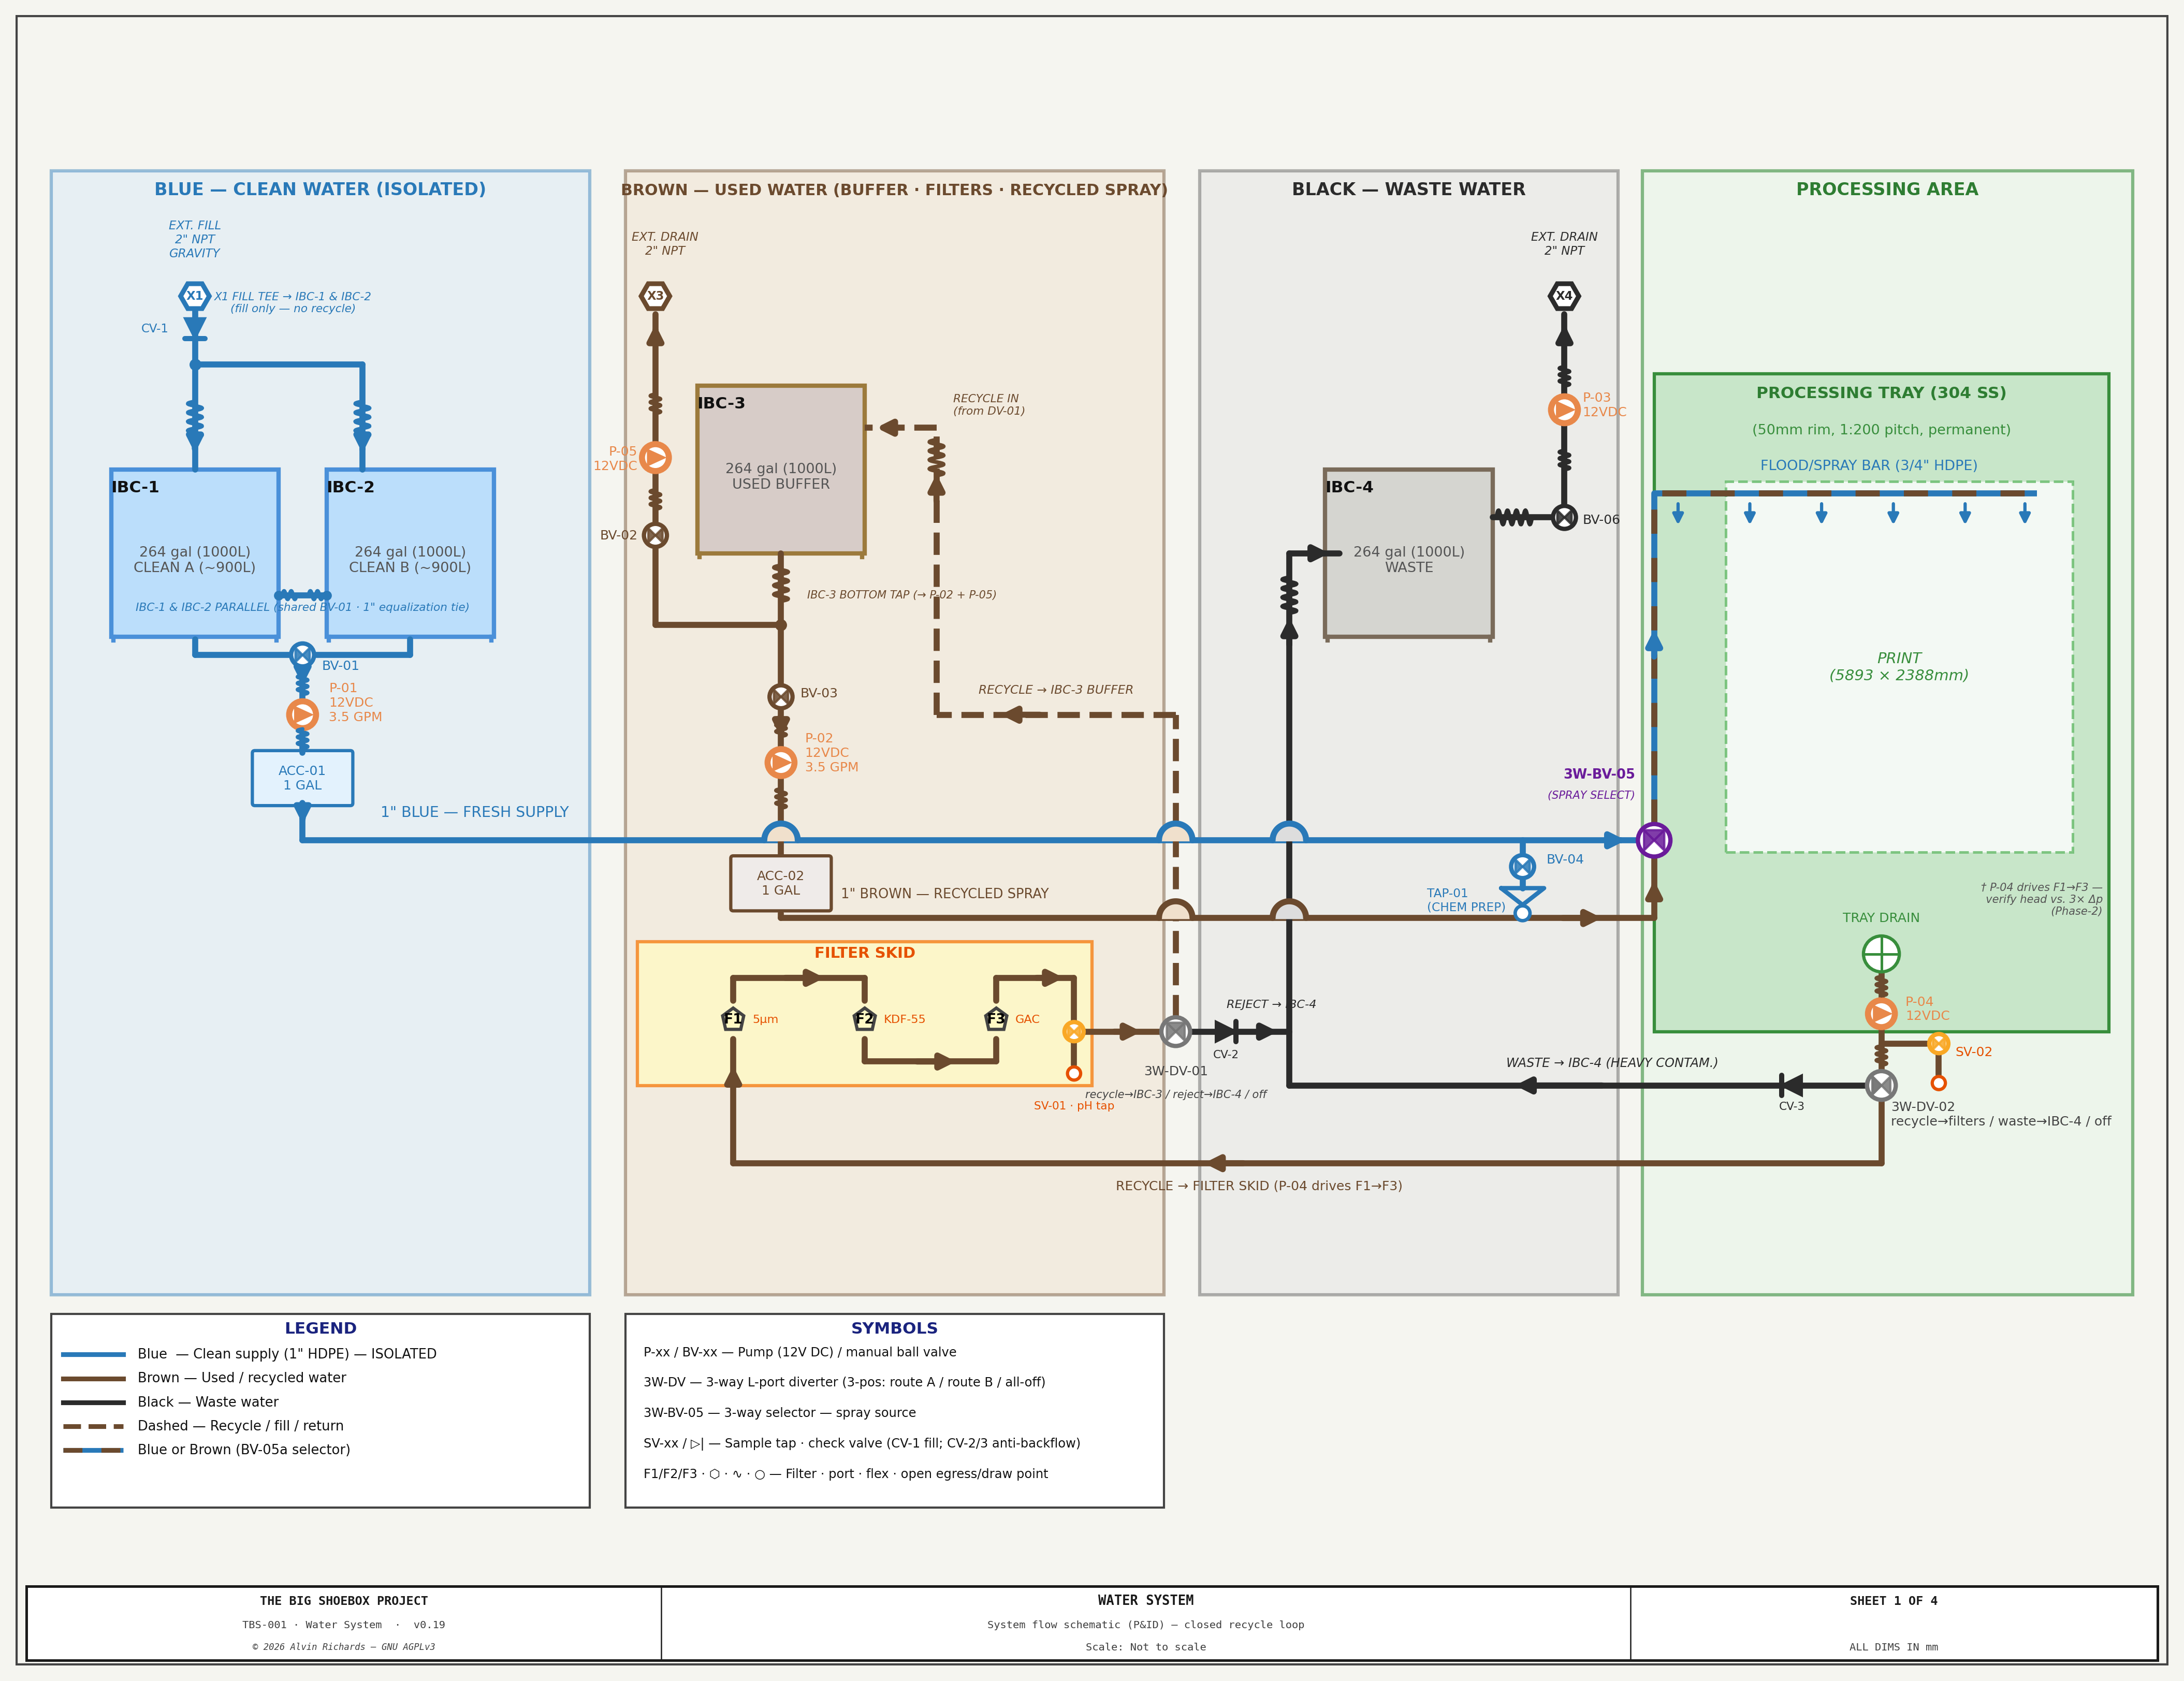 BLUE — CLEAN WATER (ISOLATED)
EXT. FILL
2" NPT
GRAVITY
X1
X1 FILL TEE → IBC-1 & IBC-2
(fill only — no recycle)
CV-1
IBC-1
264 gal (1000L)
CLEAN A (~900L)
IBC-2
264 gal (1000L)
CLEAN B (~900L)
IBC-1 & IBC-2 PARALLEL (shared BV-01 · 1" equalization tie)
BV-01
P-01
12VDC
3.5 GPM
ACC-01
1 GAL
1" BLUE — FRESH SUPPLY
BROWN — USED WATER (BUFFER · FILTERS · RECYCLED SPRAY)
EXT. DRAIN
2" NPT
X3
P-05
12VDC
BV-02
IBC-3
264 gal (1000L)
USED BUFFER
RECYCLE IN
(from DV-01)
IBC-3 BOTTOM TAP (→ P-02 + P-05)
BV-03
RECYCLE → IBC-3 BUFFER
P-02
12VDC
3.5 GPM
ACC-02
1 GAL
1" BROWN — RECYCLED SPRAY
FILTER SKID
F1
5μm
F2
KDF-55
F3
GAC
SV-01 · pH tap
3W-DV-01
recycle→IBC-3 / reject→IBC-4 / off
RECYCLE → FILTER SKID (P-04 drives F1→F3)
BLACK — WASTE WATER
EXT. DRAIN
2" NPT
X4
P-03
12VDC
BV-06
IBC-4
264 gal (1000L)
WASTE
3W-BV-05
(SPRAY SELECT)
BV-04
TAP-01
(CHEM PREP)
REJECT → IBC-4
CV-2
WASTE → IBC-4 (HEAVY CONTAM.)
CV-3
PROCESSING AREA
PROCESSING TRAY (304 SS)
(50mm rim, 1:200 pitch, permanent)
FLOOD/SPRAY BAR (3/4" HDPE)
PRINT
(5893 × 2388mm)
† P-04 drives F1→F3 —
verify head vs. 3× Δp
(Phase-2)
TRAY DRAIN
P-04
12VDC
SV-02
3W-DV-02
recycle→filters / waste→IBC-4 / off
LEGEND
Blue — Clean supply (1" HDPE) — ISOLATED
Brown — Used / recycled water
Black — Waste water
Dashed — Recycle / fill / return
Blue or Brown (BV-05a selector)
SYMBOLS
P-xx / BV-xx — Pump (12V DC) / manual ball valve
3W-DV — 3-way L-port diverter (3-pos: route A / route B / all-off)
3W-BV-05 — 3-way selector — spray source
SV-xx / ▷| — Sample tap · check valve (CV-1 fill; CV-2/3 anti-backflow)
F1/F2/F3 · ⬡ · ∿ · ○ — Filter · port · flex · open egress/draw point
THE BIG SHOEBOX PROJECT
TBS-001 · Water System · v0.19
© 2026 Alvin Richards — GNU AGPLv3
WATER SYSTEM
System flow schematic (P&ID) — closed recycle loop
Scale: Not to scale
SHEET 1 OF 4
ALL DIMS IN mm